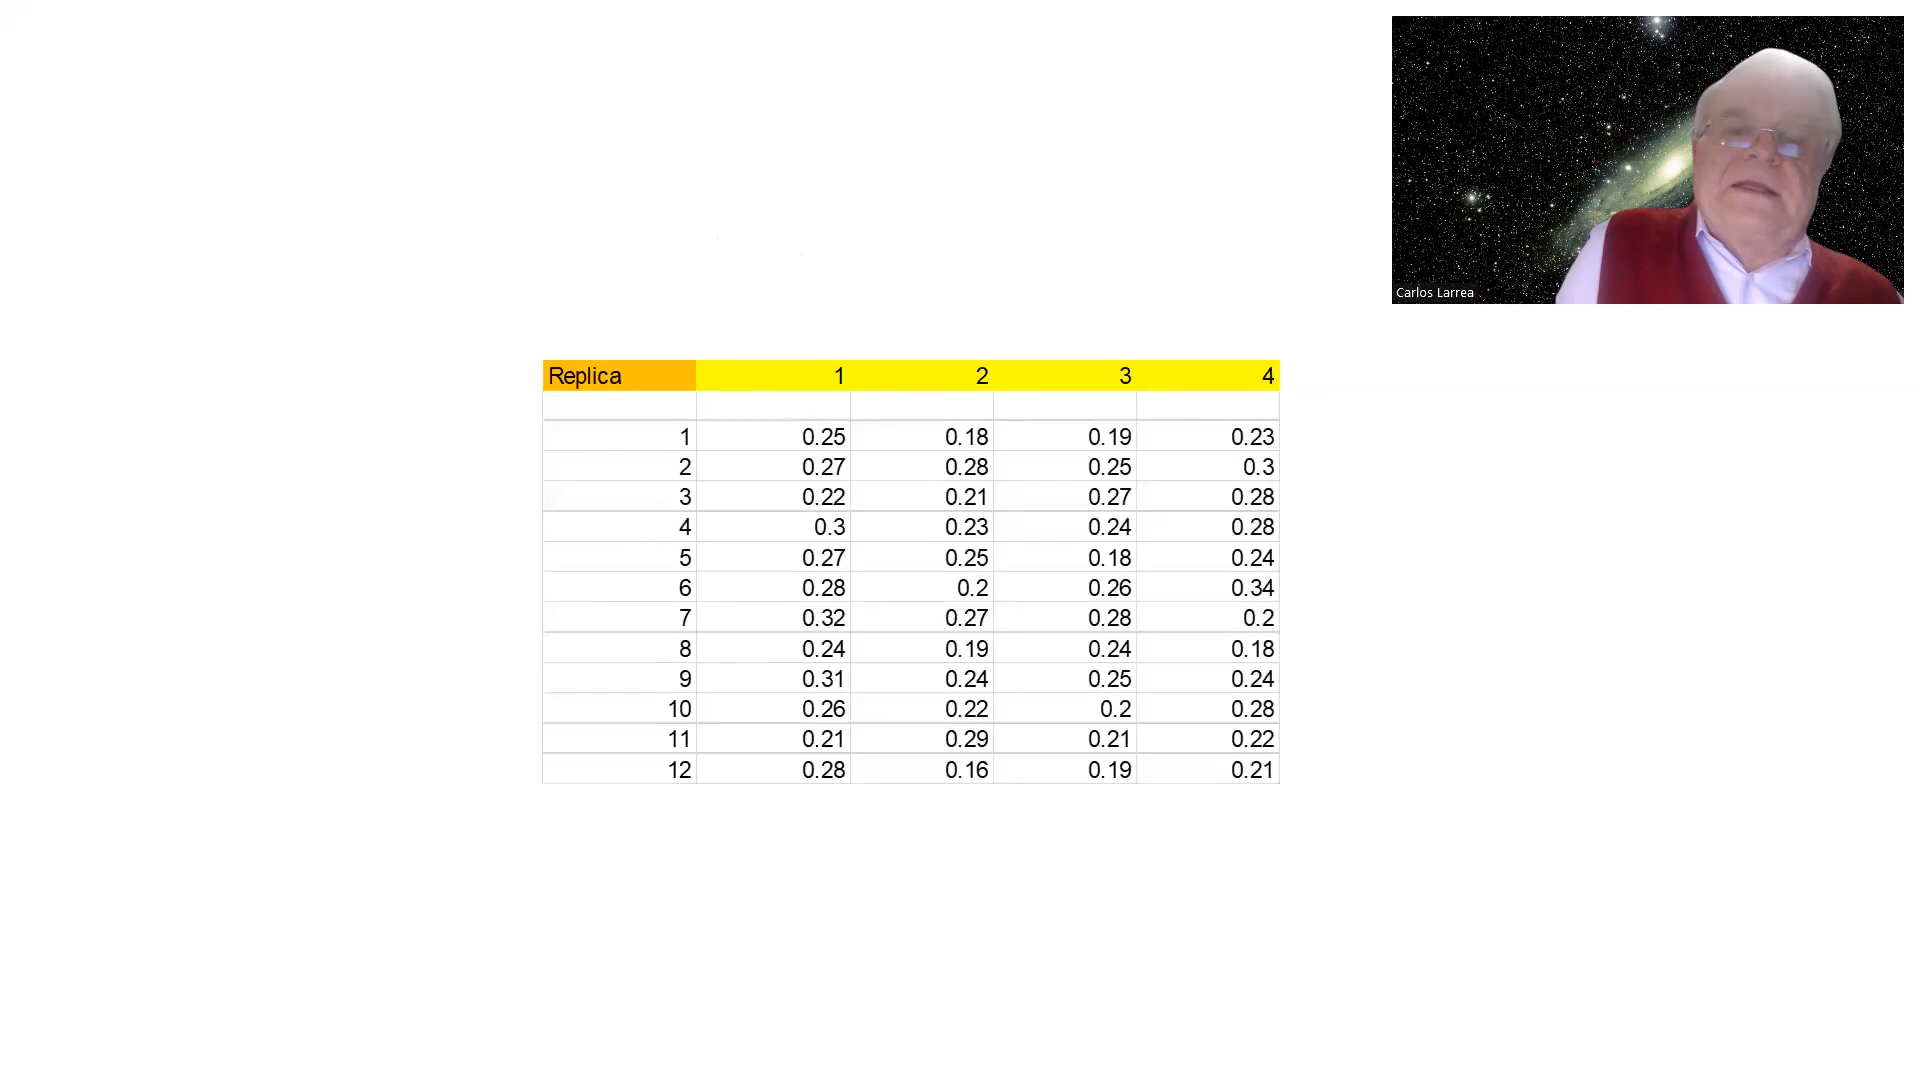 Carlos Larrea
Replica 1 2 3 4
1 0.25 0.18 0.19 0.23
2 0.27 0.28 0.25 0.3
3 0.22 0.21 0.27 0.28
4 0.3 0.23 0.24 0.28
5 0.27 0.25 0.18 0.24
6 0.28 0.2 0.26 0.34
7 0.32 0.27 0.28 0.2
8 0.24 0.19 0.24 0.18
9 0.31 0.24 0.25 0.24
10 0.26 0.22 0.2 0.28
11 0.21 0.29 0.21 0.22
12 0.28 0.16 0.19 0.21